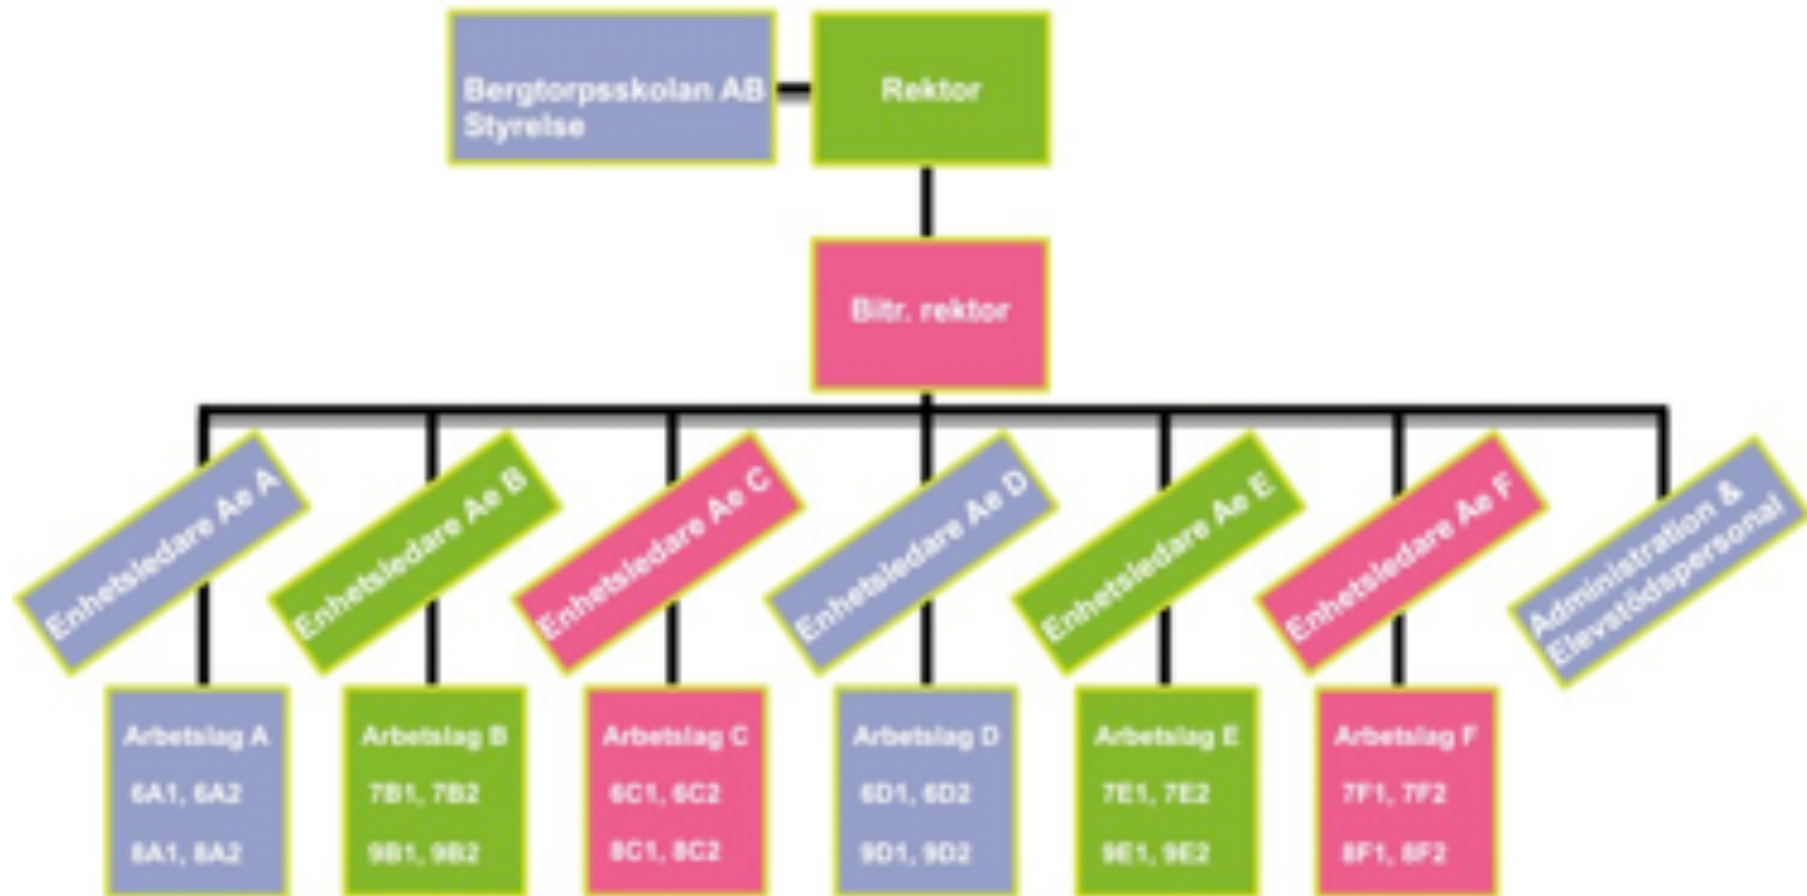 Bergtorpsskolan AB
Styrelse
Rektor
Bitr. rektor
Enhetsledare Ae A
Enhetsledare Ae B
Enhetsledare Ae C
Enhetsledare Ae D
Enhetsledare Ae E
Enhetsledare Ae F
Administration &
Elevstödspersonal
Arbetslag A
6A1, 6A2
8A1, 8A2
Arbetslag B
7B1, 7B2
9B1, 9B2
Arbetslag C
6C1, 6C2
8C1, 8C2
Arbetslag D
6D1, 6D2
9D1, 9D2
Arbetslag E
7E1, 7E2
9E1, 9E2
Arbetslag F
7F1, 7F2
8F1, 8F2